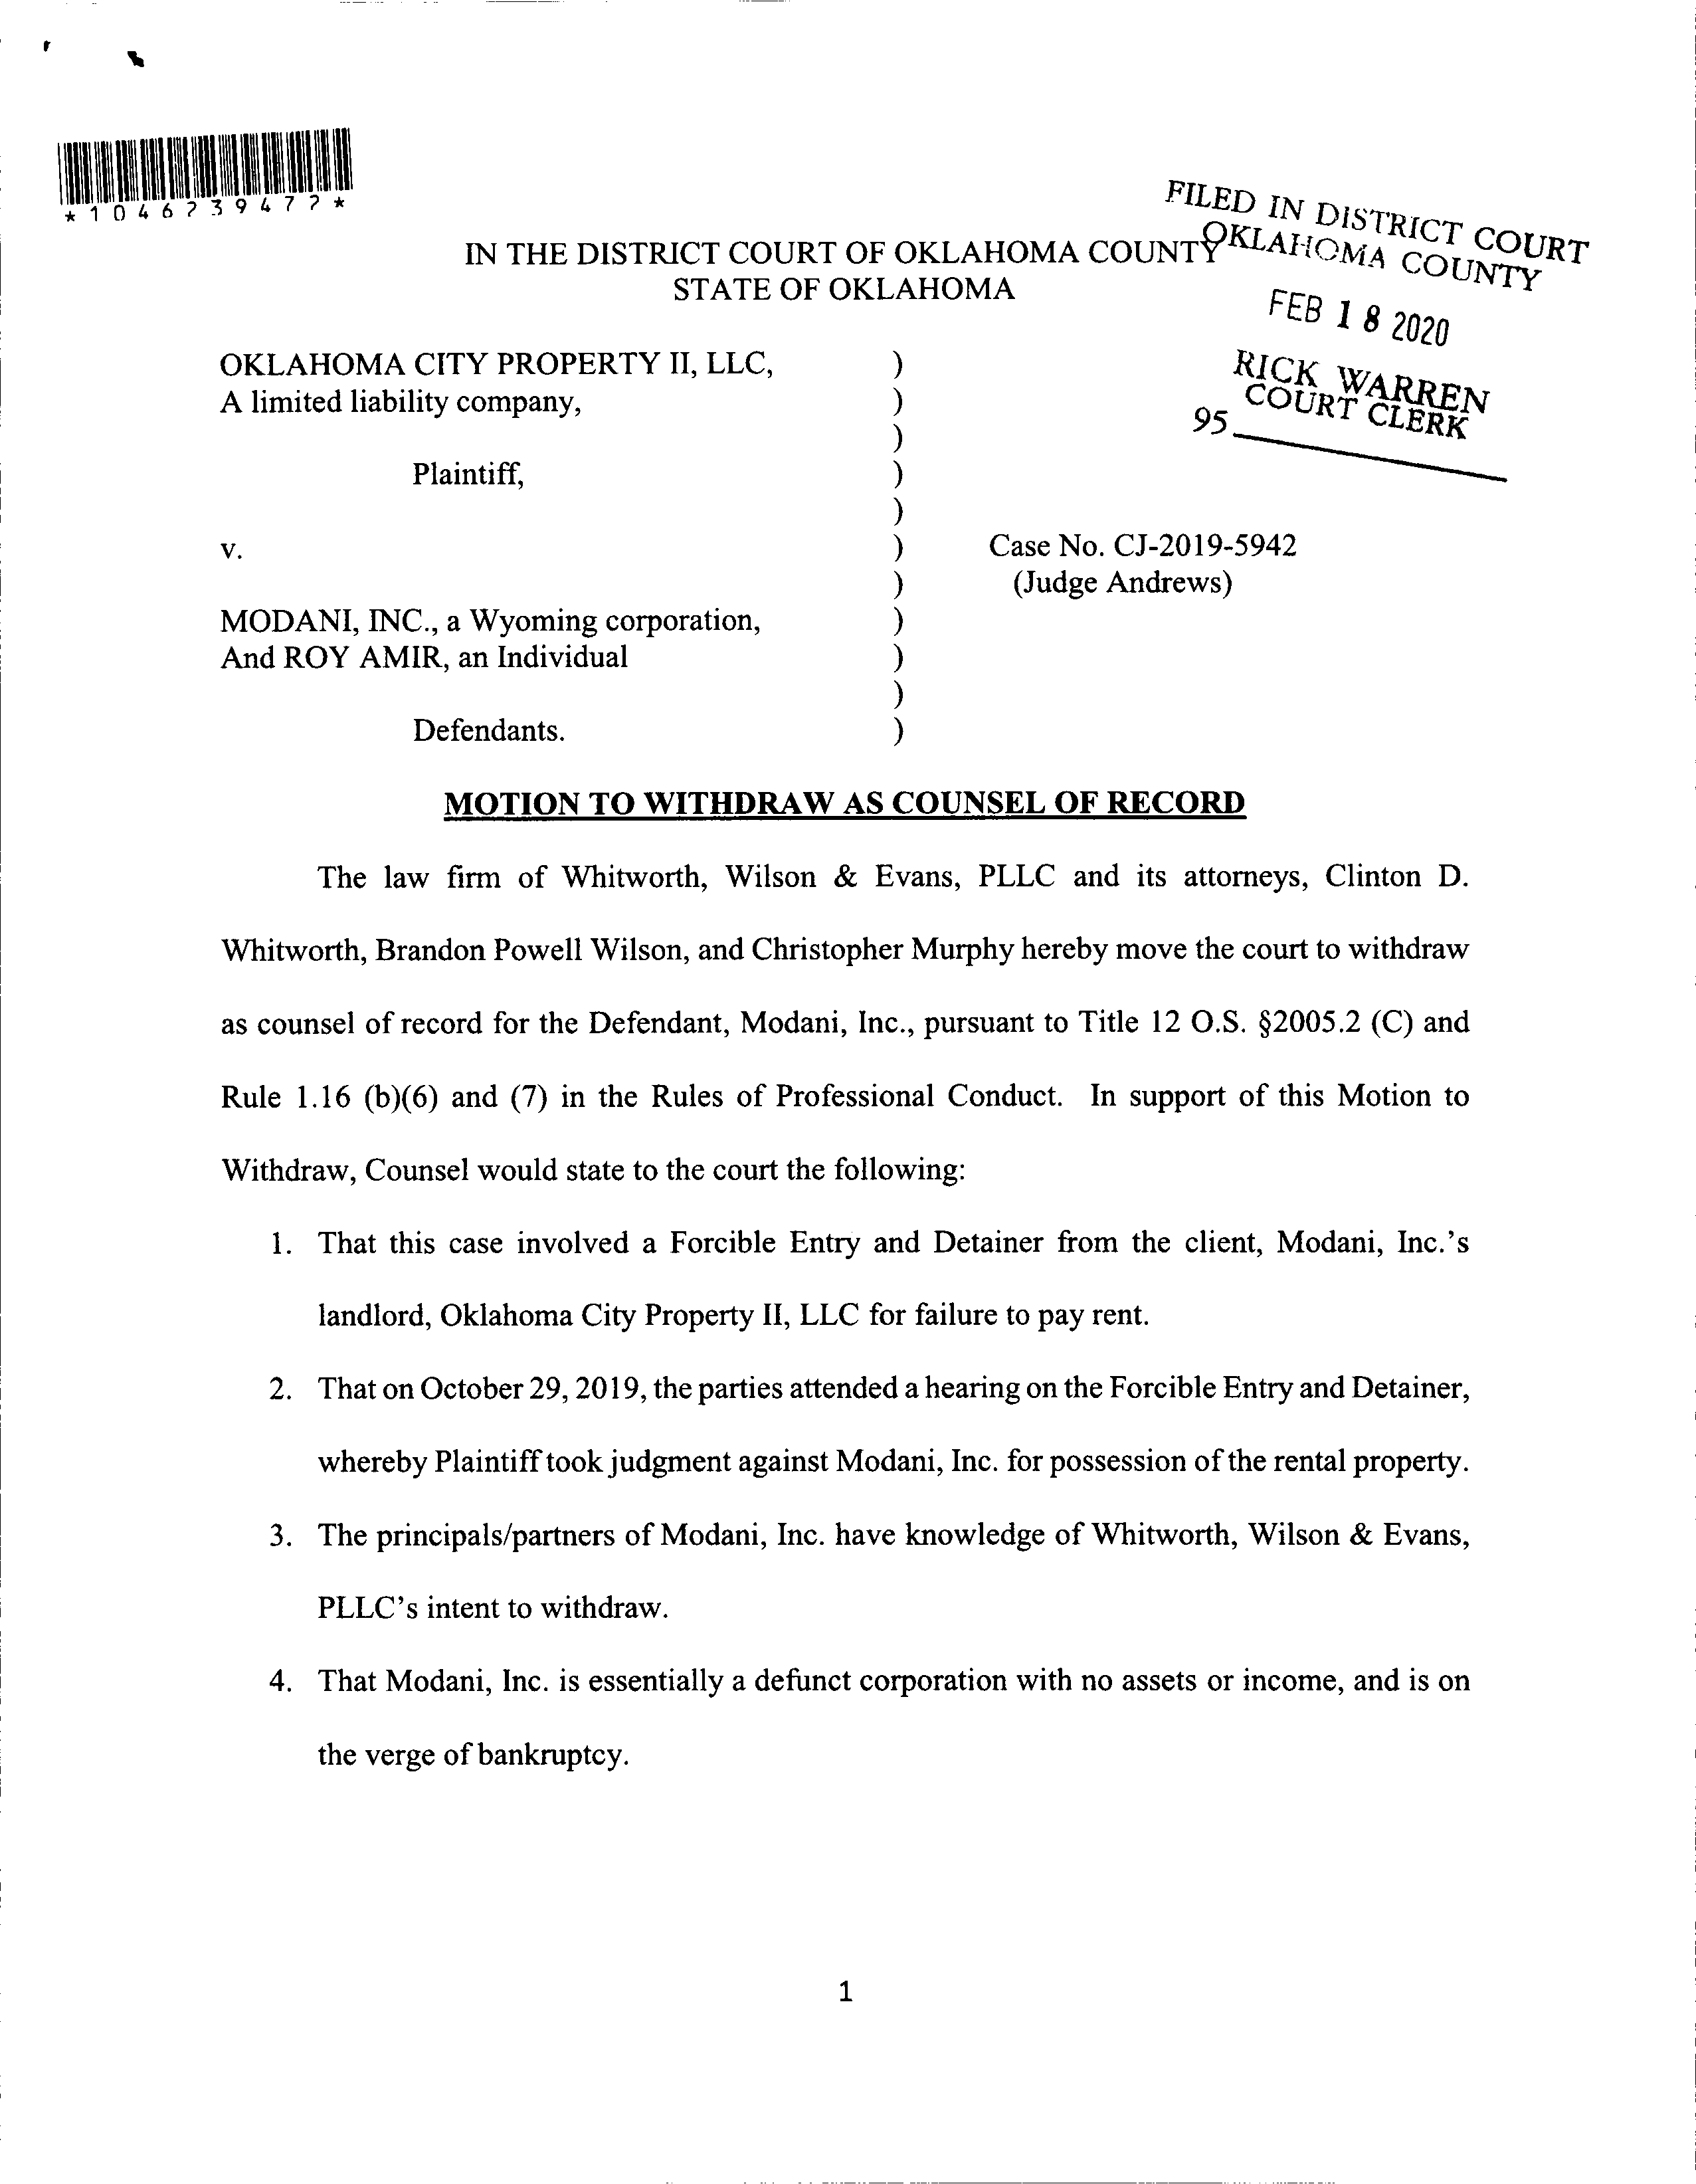 *1046739477*
FILED IN DISTRICT COURT
OKLAHOMA COUNTY
FEB 18 2020
RICK WARREN
COURT CLERK
95
IN THE DISTRICT COURT OF OKLAHOMA COUNTY
STATE OF OKLAHOMA
OKLAHOMA CITY PROPERTY II, LLC, )
A limited liability company, )
)
Plaintiff, )
)
v. ) Case No. CJ-2019-5942
) (Judge Andrews)
MODANI, INC., a Wyoming corporation, )
And ROY AMIR, an Individual )
)
Defendants. )
MOTION TO WITHDRAW AS COUNSEL OF RECORD
The law firm of Whitworth, Wilson & Evans, PLLC and its attorneys, Clinton D.
Whitworth, Brandon Powell Wilson, and Christopher Murphy hereby move the court to withdraw
as counsel of record for the Defendant, Modani, Inc., pursuant to Title 12 O.S. §2005.2 (C) and
Rule 1.16 (b)(6) and (7) in the Rules of Professional Conduct. In support of this Motion to
Withdraw, Counsel would state to the court the following:
1. That this case involved a Forcible Entry and Detainer from the client, Modani, Inc.'s
landlord, Oklahoma City Property II, LLC for failure to pay rent.
2. That on October 29, 2019, the parties attended a hearing on the Forcible Entry and Detainer,
whereby Plaintiff took judgment against Modani, Inc. for possession of the rental property.
3. The principals/partners of Modani, Inc. have knowledge of Whitworth, Wilson & Evans,
PLLC's intent to withdraw.
4. That Modani, Inc. is essentially a defunct corporation with no assets or income, and is on
the verge of bankruptcy.
1